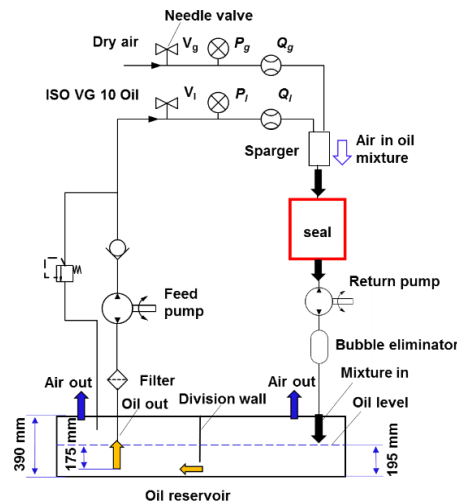 Needle valve
Dry air
Vg
Pg
Qg
ISO VG 10 Oil
Vl
Pl
Ql
Sparger
Air in oil
mixture
seal
Feed
pump
Return pump
Bubble eliminator
Filter
Air out
Oil out
Division wall
Air out
Mixture in
Oil level
390 mm
175 mm
195 mm
Oil reservoir